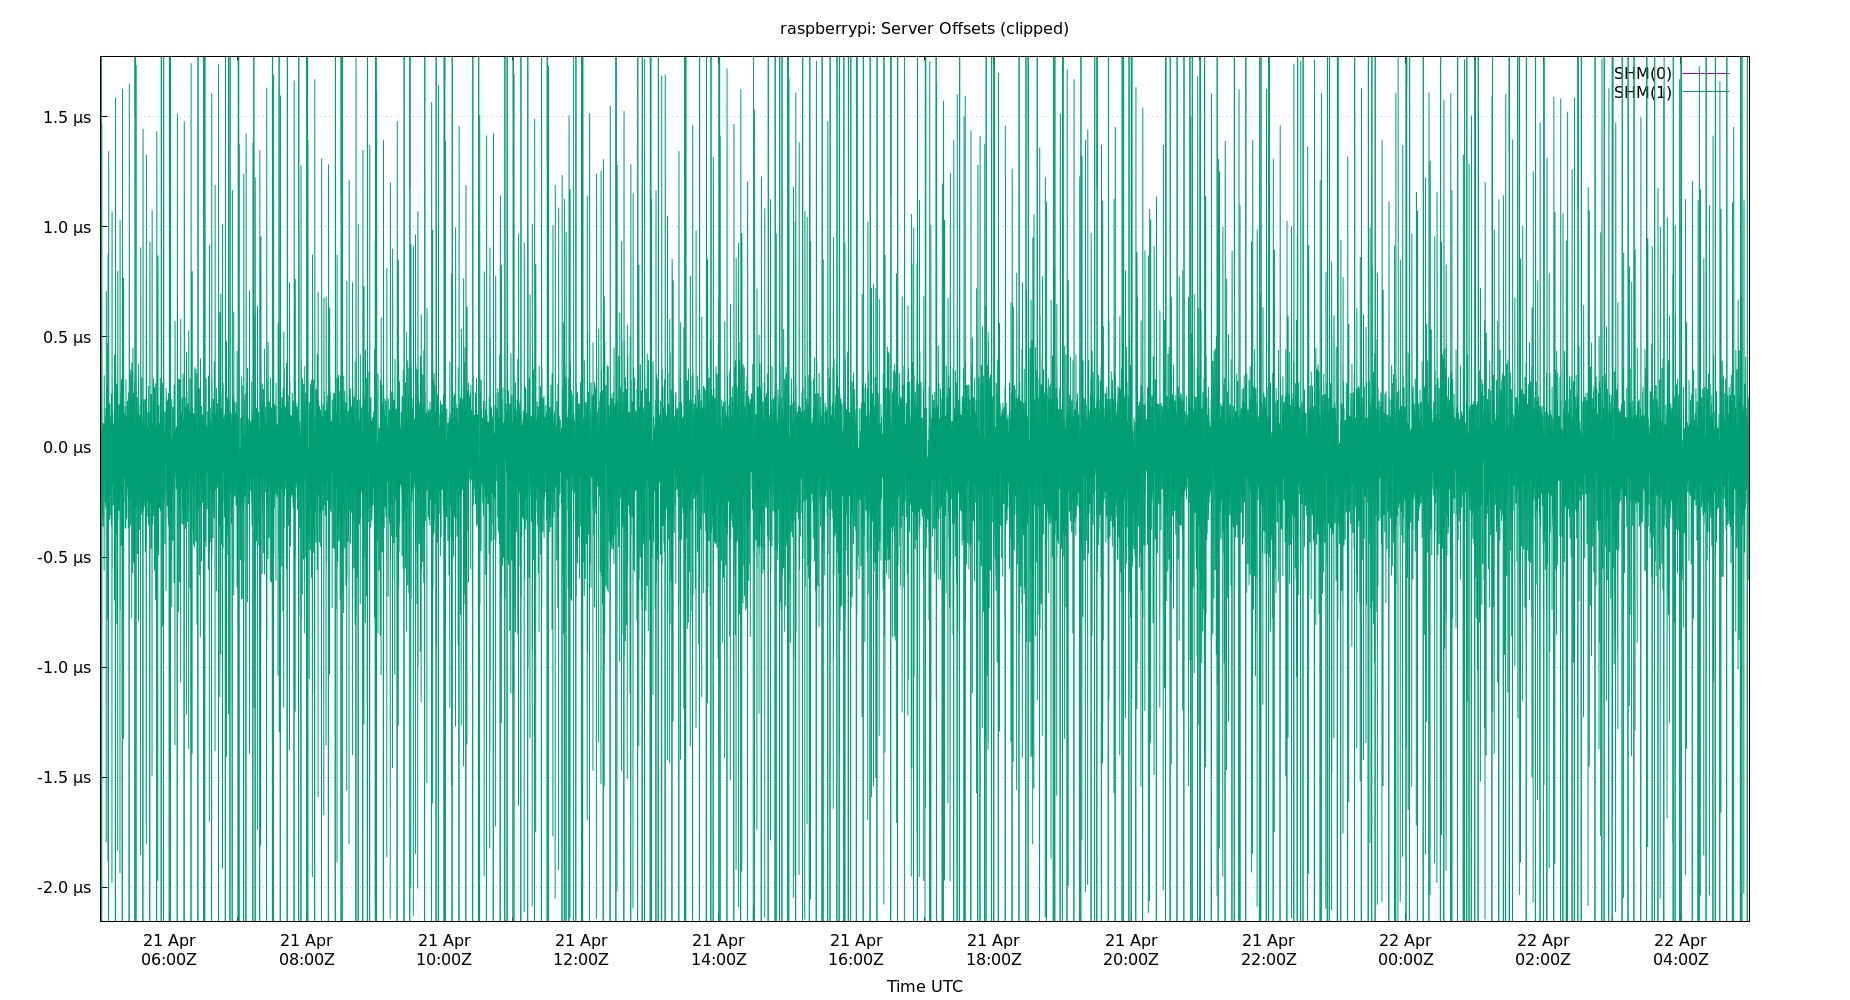 raspberrypi: Server Offsets (clipped)
SHM(0)
SHM(1)
1.5 µs
1.0 µs
0.5 µs
0.0 µs
-0.5 µs
-1.0 µs
-1.5 µs
-2.0 µs
21 Apr 21 Apr 21 Apr 21 Apr 21 Apr 21 Apr 21 Apr 21 Apr 21 Apr 22 Apr 22 Apr 22 Apr
06:00Z 08:00Z 10:00Z 12:00Z 14:00Z 16:00Z 18:00Z 20:00Z 22:00Z 00:00Z 02:00Z 04:00Z
Time UTC